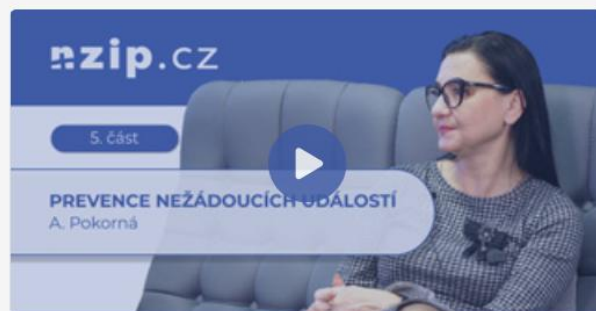 nzip.cz
5. část
PREVENCE NEŽÁDOUCÍCH UDÁLOSTÍ
A. Pokorná